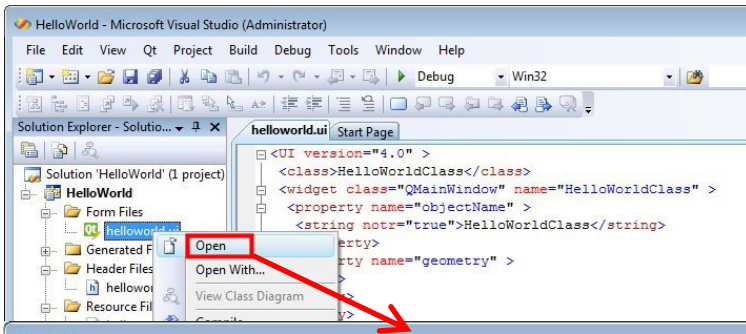 HelloWorld - Microsoft Visual Studio (Administrator)
File Edit View Qt Project Build Debug Tools Window Help
Debug Win32
Solution Explorer - Solutio...
helloworld.ui Start Page
<UI version="4.0" >
Solution 'HelloWorld' (1 project)
<class>HelloWorldClass</class>
HelloWorld
<widget class="QMainWindow" name="HelloWorldClass" >
Form Files
<property name="objectName" >
helloworld.ui
<string notr="true">HelloWorldClass</string>
Generated F
Open
erty>
Header Files
Open With...
rty name="geometry" >
hellowor
View Class Diagram
>
Resource Fil
y>